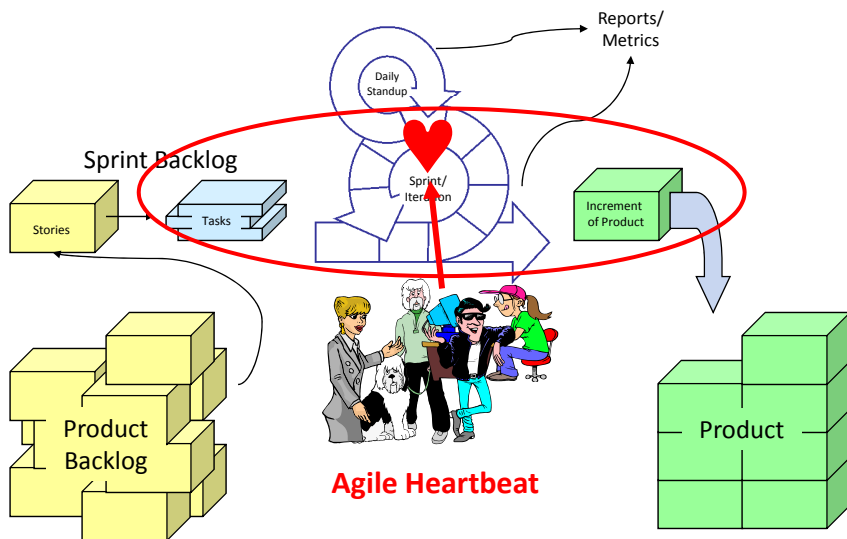 Reports/
Metrics
Daily
Standup
Sprint Backlog
Sprint/
Iteration
Stories
Tasks
Increment
of Product
Product
Backlog
Product
Agile Heartbeat